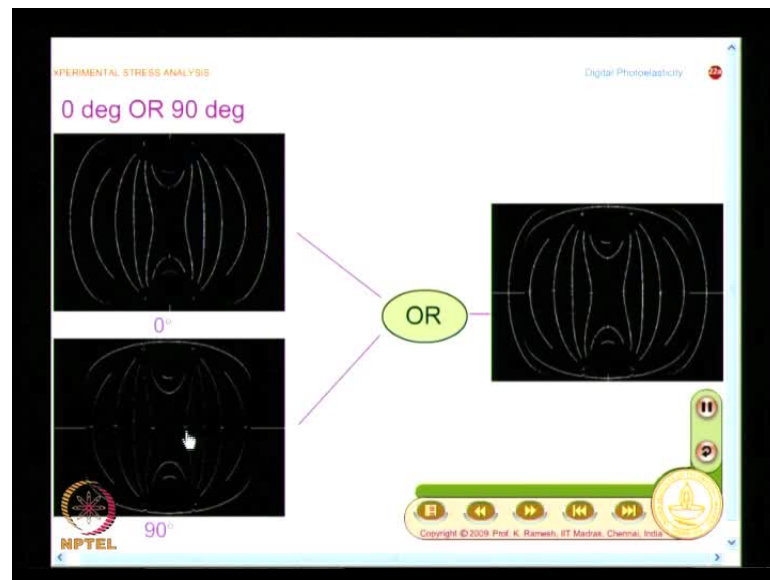 XPERIMENTAL STRESS ANALYSIS
Digital Photoelasticity
22a
0 deg OR 90 deg
0°
OR
90°
NPTEL
Copyright © 2009 Prof. K. Ramesh, IIT Madras, Chennai, India